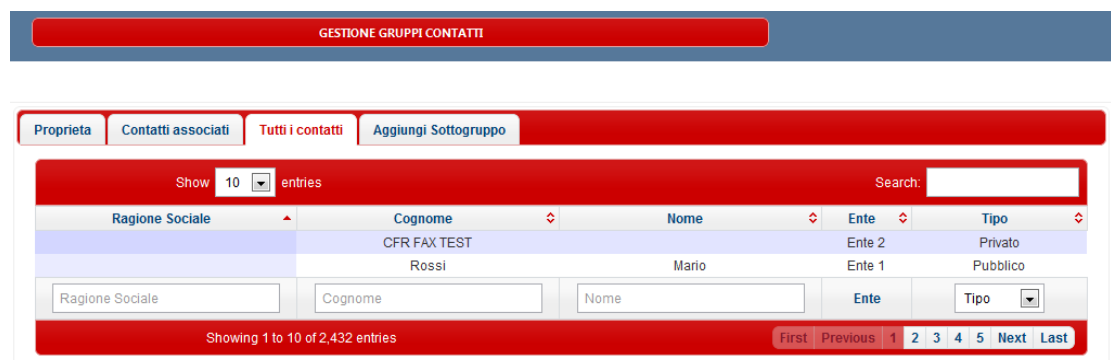 GESTIONE GRUPPI CONTATTI
Proprieta Contatti associati Tutti i contatti Aggiungi Sottogruppo
Show 10 entries Search:
Ragione Sociale Cognome Nome Ente Tipo
CFR FAX TEST Ente 2 Privato
Rossi Mario Ente 1 Pubblico
Ragione Sociale Cognome Nome Ente Tipo
Showing 1 to 10 of 2,432 entries First Previous 1 2 3 4 5 Next Last